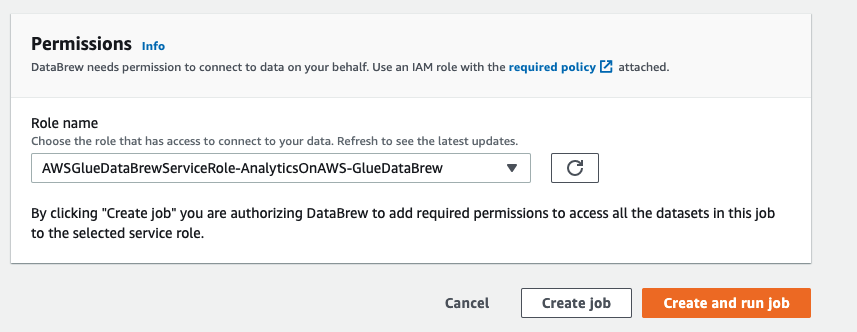 Permissions Info
DataBrew needs permission to connect to data on your behalf. Use an IAM role with the required policy attached.
Role name
Choose the role that has access to connect to your data. Refresh to see the latest updates.
AWSGlueDataBrewServiceRole-AnalyticsOnAWS-GlueDataBrew
By clicking "Create job" you are authorizing DataBrew to add required permissions to access all the datasets in this job
to the selected service role.
Cancel Create job Create and run job